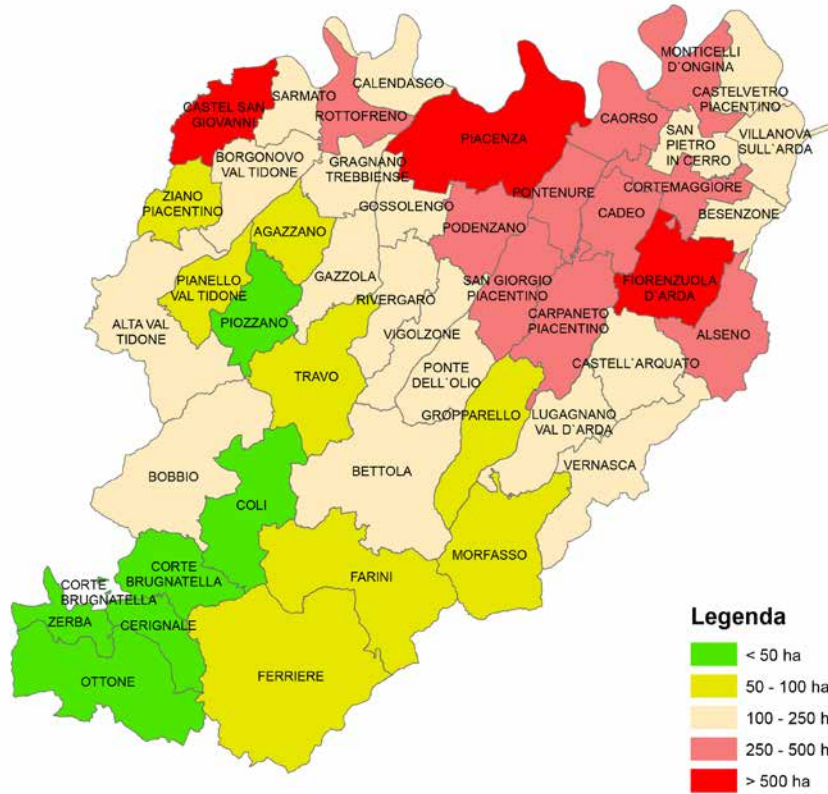 MONTICELLI
D'ONGINA
CALENDASCO
CASTELVETRO
PIACENTINO
SARMATO
CASTEL SAN
GIOVANNI
ROTTOFRENO
CAORSO
PIACENZA
SAN
PIETRO
IN CERRO
VILLANOVA
SULL'ARDA
BORGONOVO
VAL TIDONE
GRAGNANO
TREBBIENSE
ZIANO
PIACENTINO
PONTENURE
CORTEMAGGIORE
GOSSOLENGO
CADEO
BESENZONE
AGAZZANO
PODENZANO
GAZZOLA
PIANELLO
VAL TIDONE
SAN GIORGIO
PIACENTINO
FIORENZUOLA
D'ARDA
RIVERGARO
PIOZZANO
ALTA VAL
TIDONE
CARPANETO
PIACENTINO
VIGOLZONE
ALSENO
CASTELL'ARQUATO
TRAVO
PONTE
DELL'OLIO
GROPPARELLO
LUGAGNANO
VAL D'ARDA
VERNASCA
BETTOLA
BOBBIO
COLI
MORFASSO
CORTE
BRUGNATELLA
FARINI
CORTE
BRUGNATELLA
ZERBA
CERIGNALE
OTTONE
FERRIERE
Legenda
< 50 ha
50 - 100 ha
100 - 250 h
250 - 500 h
> 500 ha